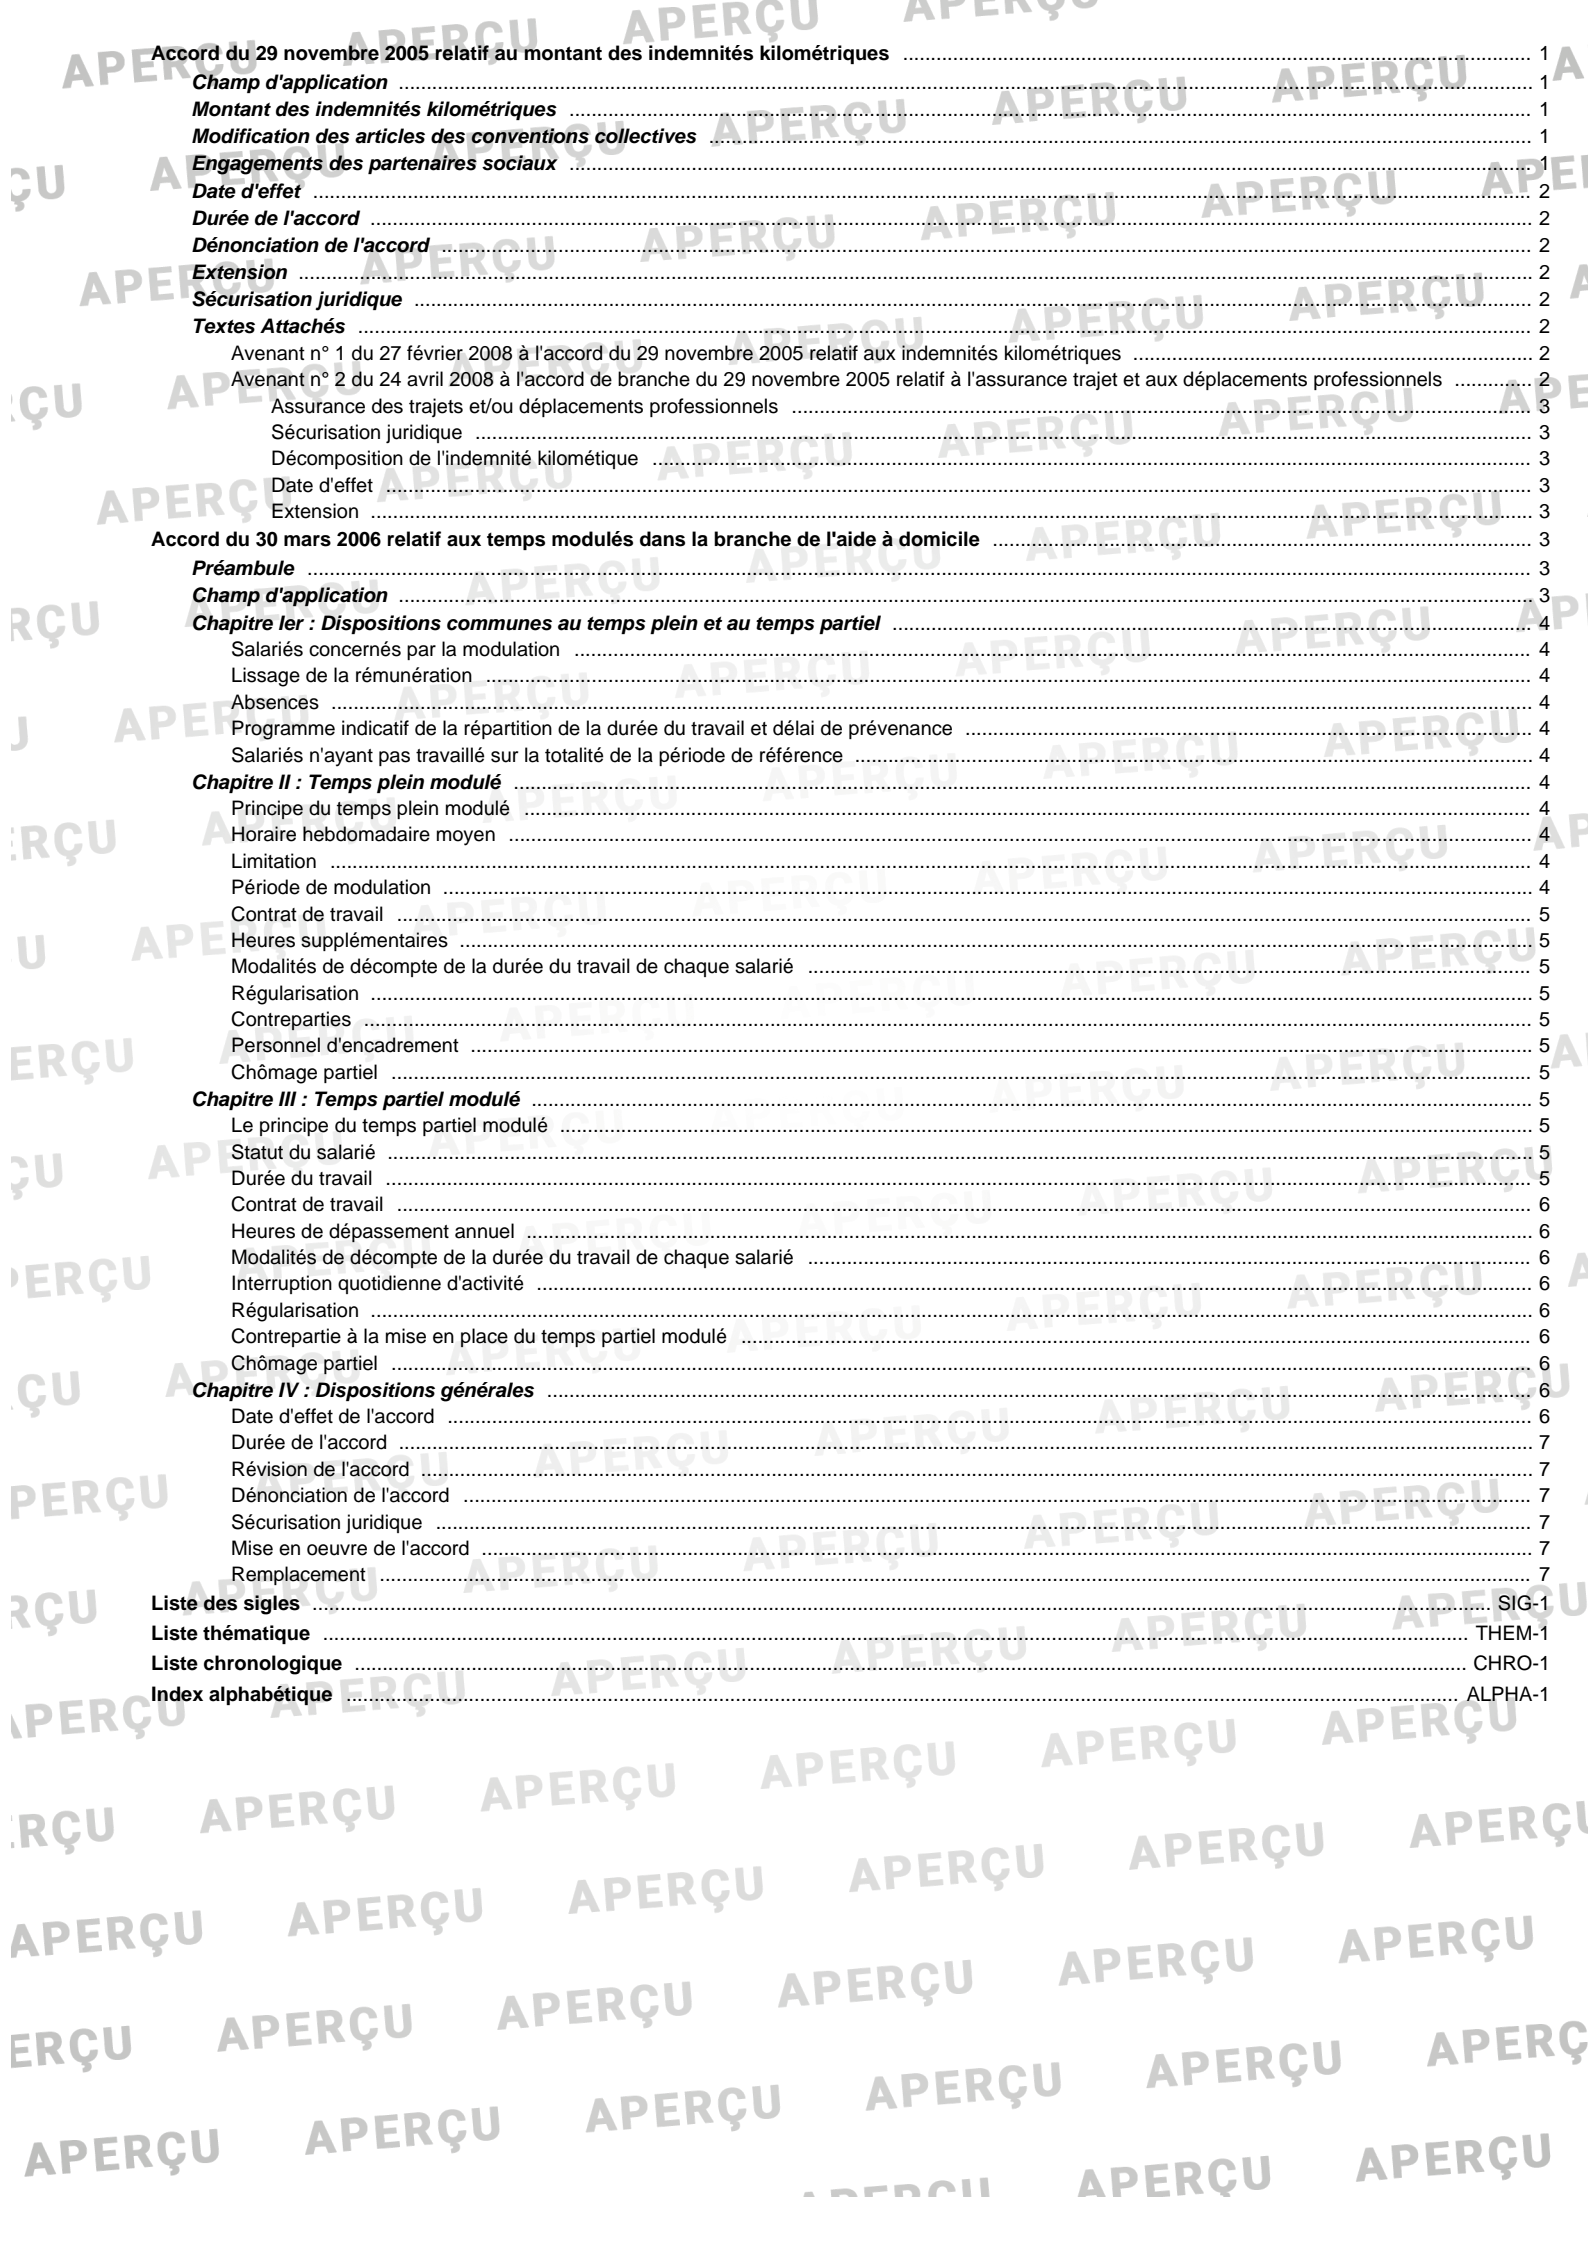 Accord du 29 novembre 2005 relatif au montant des indemnités kilométriques 1
Champ d'application 1
Montant des indemnités kilométriques 1
Modification des articles des conventions collectives 1
Engagements des partenaires sociaux 1
Date d'effet 2
Durée de l'accord 2
Dénonciation de l'accord 2
Extension 2
Sécurisation juridique 2
Textes Attachés 2
Avenant n° 1 du 27 février 2008 à l'accord du 29 novembre 2005 relatif aux indemnités kilométriques 2
Avenant n° 2 du 24 avril 2008 à l'accord de branche du 29 novembre 2005 relatif à l'assurance trajet et aux déplacements professionnels 2
Assurance des trajets et/ou déplacements professionnels 3
Sécurisation juridique 3
Décomposition de l'indemnité kilométique 3
Date d'effet 3
Extension 3
Accord du 30 mars 2006 relatif aux temps modulés dans la branche de l'aide à domicile 3
Préambule 3
Champ d'application 3
Chapitre Ier : Dispositions communes au temps plein et au temps partiel 4
Salariés concernés par la modulation 4
Lissage de la rémunération 4
Absences 4
Programme indicatif de la répartition de la durée du travail et délai de prévenance 4
Salariés n'ayant pas travaillé sur la totalité de la période de référence 4
Chapitre II : Temps plein modulé 4
Principe du temps plein modulé 4
Horaire hebdomadaire moyen 4
Limitation 4
Période de modulation 4
Contrat de travail 5
Heures supplémentaires 5
Modalités de décompte de la durée du travail de chaque salarié 5
Régularisation 5
Contreparties 5
Personnel d'encadrement 5
Chômage partiel 5
Chapitre III : Temps partiel modulé 5
Le principe du temps partiel modulé 5
Statut du salarié 5
Durée du travail 5
Contrat de travail 6
Heures de dépassement annuel 6
Modalités de décompte de la durée du travail de chaque salarié 6
Interruption quotidienne d'activité 6
Régularisation 6
Contrepartie à la mise en place du temps partiel modulé 6
Chômage partiel 6
Chapitre IV : Dispositions générales 6
Date d'effet de l'accord 6
Durée de l'accord 7
Révision de l'accord 7
Dénonciation de l'accord 7
Sécurisation juridique 7
Mise en oeuvre de l'accord 7
Remplacement 7
Liste des sigles SIG-1
Liste thématique THEM-1
Liste chronologique CHRO-1
Index alphabétique ALPHA-1
APERÇU